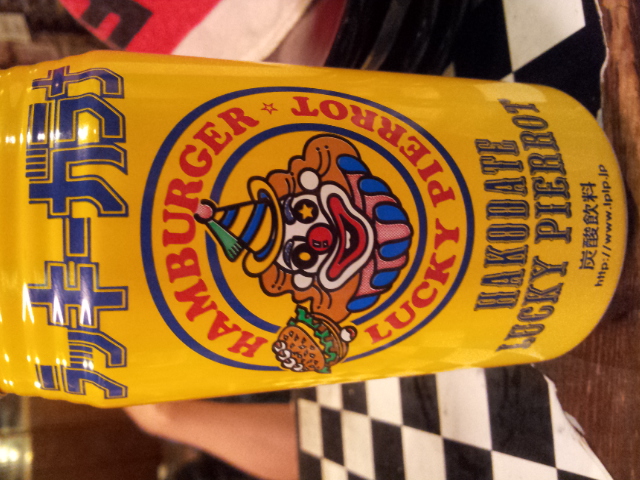 ラッキーガラナ
HAMBURGER ☆ LUCKY PIERROT
HAKODATE
LUCKY PIERROT
炭酸飲料
http://www.lplp.jp